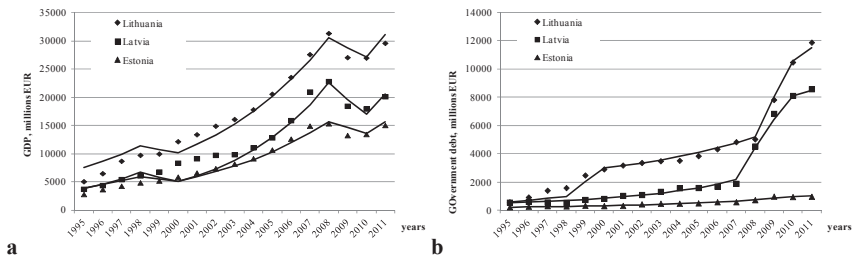 35000
30000
25000
20000
15000
10000
5000
0
GDP, millions EUR
Lithuania
Latvia
Estonia
1995 1996 1997 1998 1999 2000 2001 2002 2003 2004 2005 2006 2007 2008 2009 2010 2011
years
a
14000
12000
10000
8000
6000
4000
2000
0
GOvernment debt, millions EUR
Lithuania
Latvia
Estonia
1995 1996 1997 1998 1999 2000 2001 2002 2003 2004 2005 2006 2007 2008 2009 2010 2011
years
b